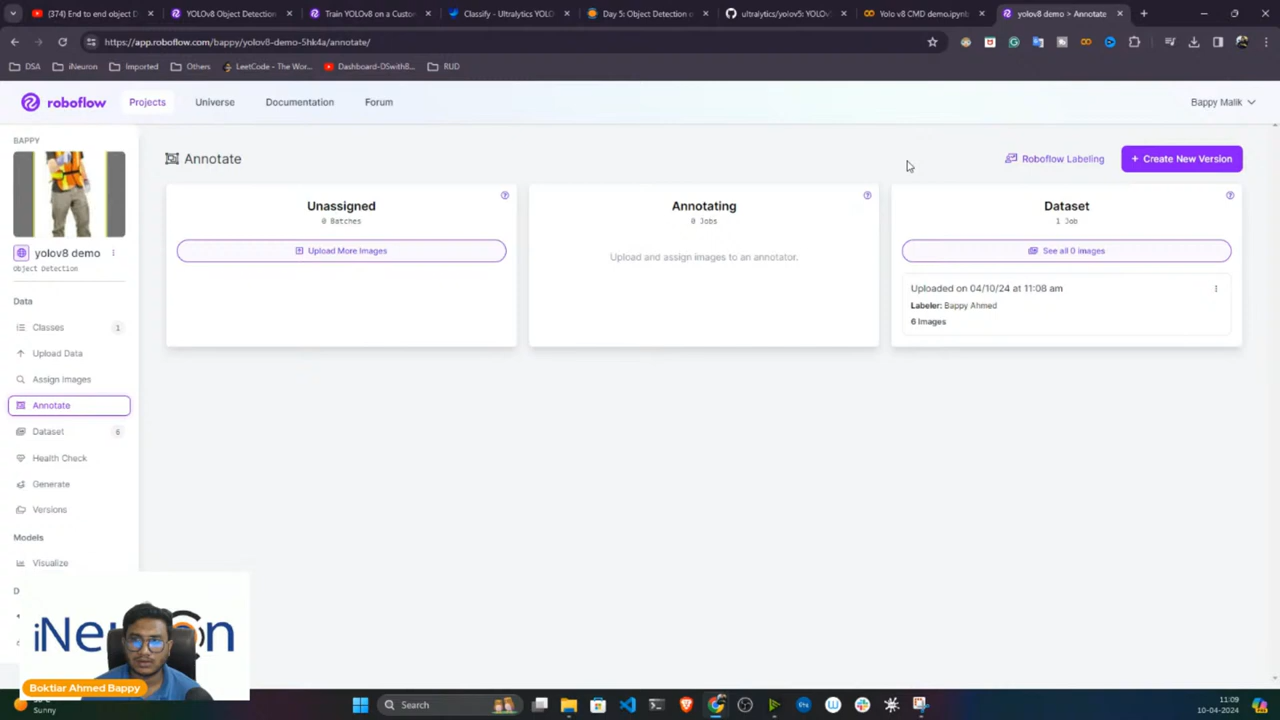 (374) End to end object D
YOLOv8 Object Detection
Train YOLOv8 on a Custo
Classify - Ultralytics YOLO
Day 5: Object Detection o
ultralytics/yolov5: YOLOv
Yolo v8 CMD demo.ipynb
yolov8 demo > Annotate
https://app.roboflow.com/bappy/yolov8-demo-5hk4a/annotate/
DSA
iNeuron
Imported
Others
LeetCode - The Wor...
Dashboard-DSwithB...
RUD
roboflow
Projects
Universe
Documentation
Forum
Bappy Malik
BAPPY
yolov8 demo
Object Detection
Data
Classes 1
Upload Data
Assign Images
Annotate
Dataset 6
Health Check
Generate
Versions
Models
Visualize
D
Annotate
Roboflow Labeling
+ Create New Version
Unassigned
0 Batches
Upload More Images
Annotating
0 Jobs
Upload and assign images to an annotator.
Dataset
1 Job
See all 0 images
Uploaded on 04/10/24 at 11:08 am
Labeler: Bappy Ahmed
6 Images
iNeuron
Boktiar Ahmed Bappy
Sunny
Search
11:09
10-04-2024